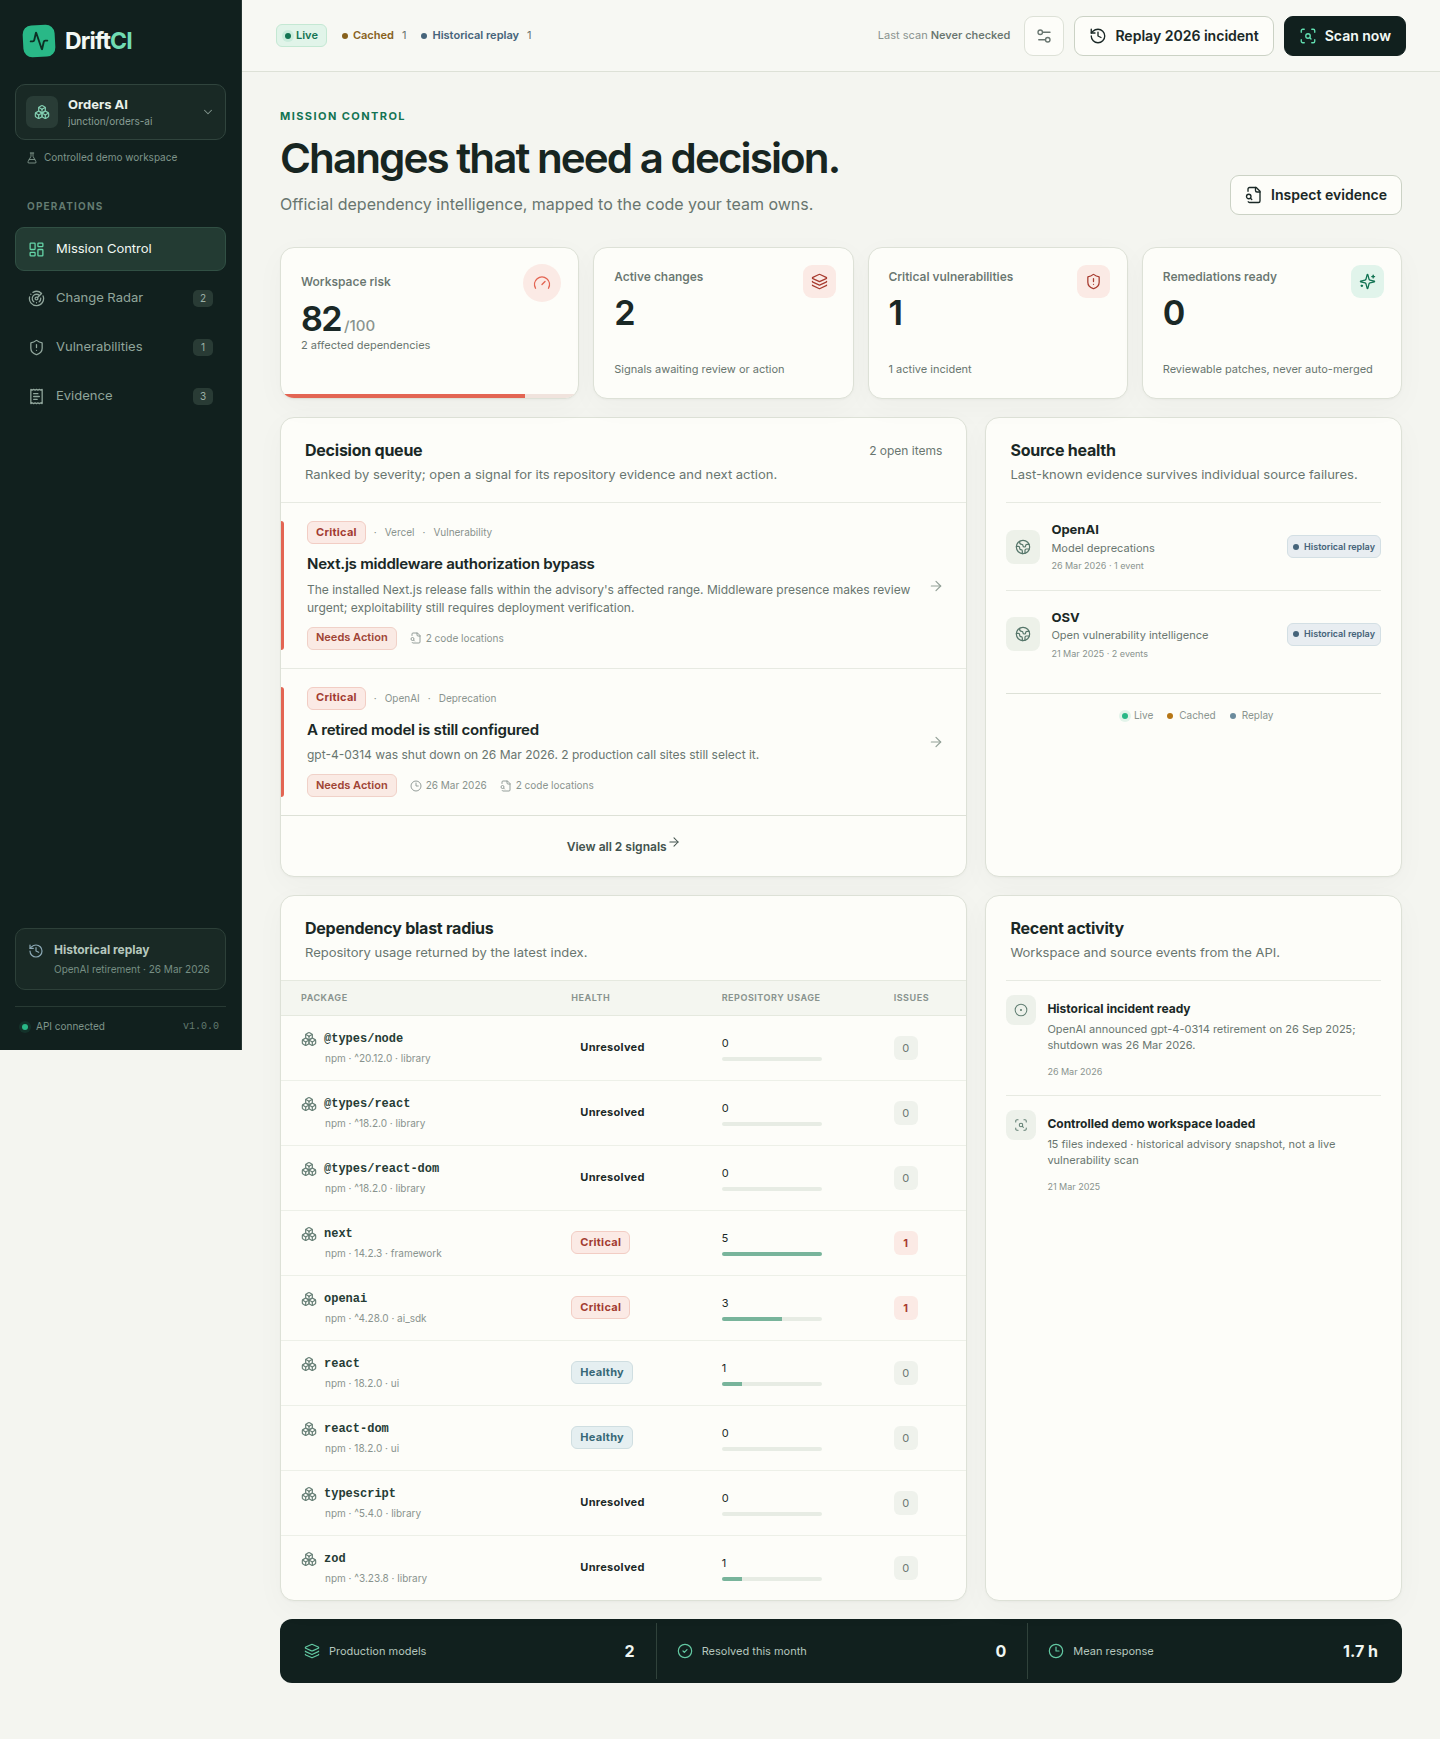 DriftCI
Orders AI
junction/orders-ai
Controlled demo workspace
OPERATIONS
Mission Control
Change Radar 2
Vulnerabilities 1
Evidence 3
Historical replay
OpenAI retirement · 26 Mar 2026
API connected v1.0.0
Live Cached 1 Historical replay 1
Last scan Never checked
Replay 2026 incident
Scan now
MISSION CONTROL
Changes that need a decision.
Official dependency intelligence, mapped to the code your team owns.
Inspect evidence
Workspace risk
82/100
2 affected dependencies
Active changes
2
Signals awaiting review or action
Critical vulnerabilities
1
1 active incident
Remediations ready
0
Reviewable patches, never auto-merged
Decision queue
2 open items
Ranked by severity; open a signal for its repository evidence and next action.
Critical · Vercel · Vulnerability
Next.js middleware authorization bypass
The installed Next.js release falls within the advisory's affected range. Middleware presence makes review
urgent; exploitability still requires deployment verification.
Needs Action 2 code locations
Critical · OpenAI · Deprecation
A retired model is still configured
gpt-4-0314 was shut down on 26 Mar 2026. 2 production call sites still select it.
Needs Action 26 Mar 2026 2 code locations
View all 2 signals
Source health
Last-known evidence survives individual source failures.
OpenAI
Model deprecations
26 Mar 2026 · 1 event
Historical replay
OSV
Open vulnerability intelligence
21 Mar 2025 · 2 events
Historical replay
Live Cached Replay
Dependency blast radius
Repository usage returned by the latest index.
PACKAGE HEALTH REPOSITORY USAGE ISSUES
@types/node
npm · ^20.12.0 · library
Unresolved 0 0
@types/react
npm · ^18.2.0 · library
Unresolved 0 0
@types/react-dom
npm · ^18.2.0 · library
Unresolved 0 0
next
npm · 14.2.3 · framework
Critical 5 1
openai
npm · ^4.28.0 · ai_sdk
Critical 3 1
react
npm · 18.2.0 · ui
Healthy 1 0
react-dom
npm · 18.2.0 · ui
Healthy 0 0
typescript
npm · ^5.4.0 · library
Unresolved 0 0
zod
npm · ^3.23.8 · library
Unresolved 1 0
Recent activity
Workspace and source events from the API.
Historical incident ready
OpenAI announced gpt-4-0314 retirement on 26 Sep 2025;
shutdown was 26 Mar 2026.
26 Mar 2026
Controlled demo workspace loaded
15 files indexed · historical advisory snapshot, not a live
vulnerability scan
21 Mar 2025
Production models 2
Resolved this month 0
Mean response 1.7 h